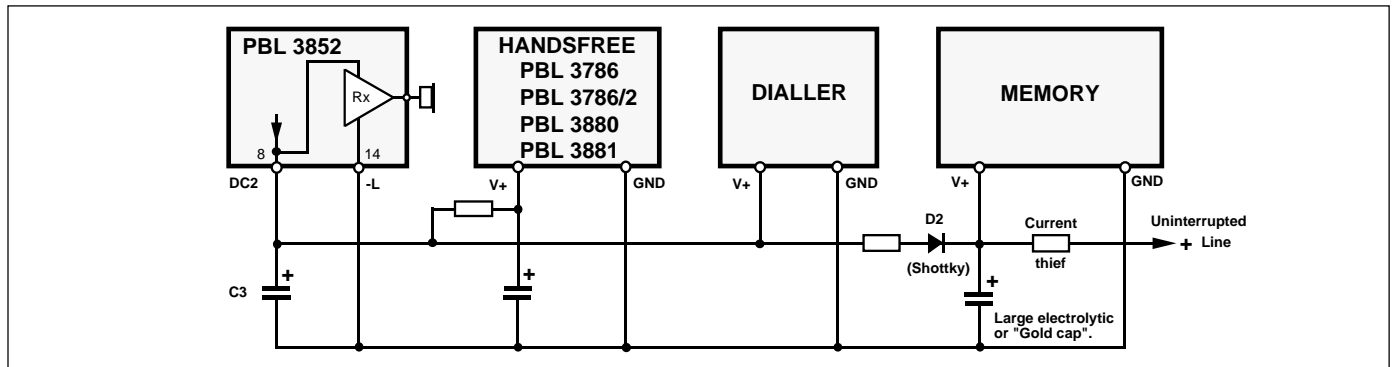 PBL 3852
Rx
8
14
DC2
-L
C3
+
HANDSFREE
PBL 3786
PBL 3786/2
PBL 3880
PBL 3881
V+
GND
+
DIALLER
V+
GND
MEMORY
V+
GND
D2
(Shottky)
Current
thief
Uninterrupted
+ Line
+
Large electrolytic
or "Gold cap".